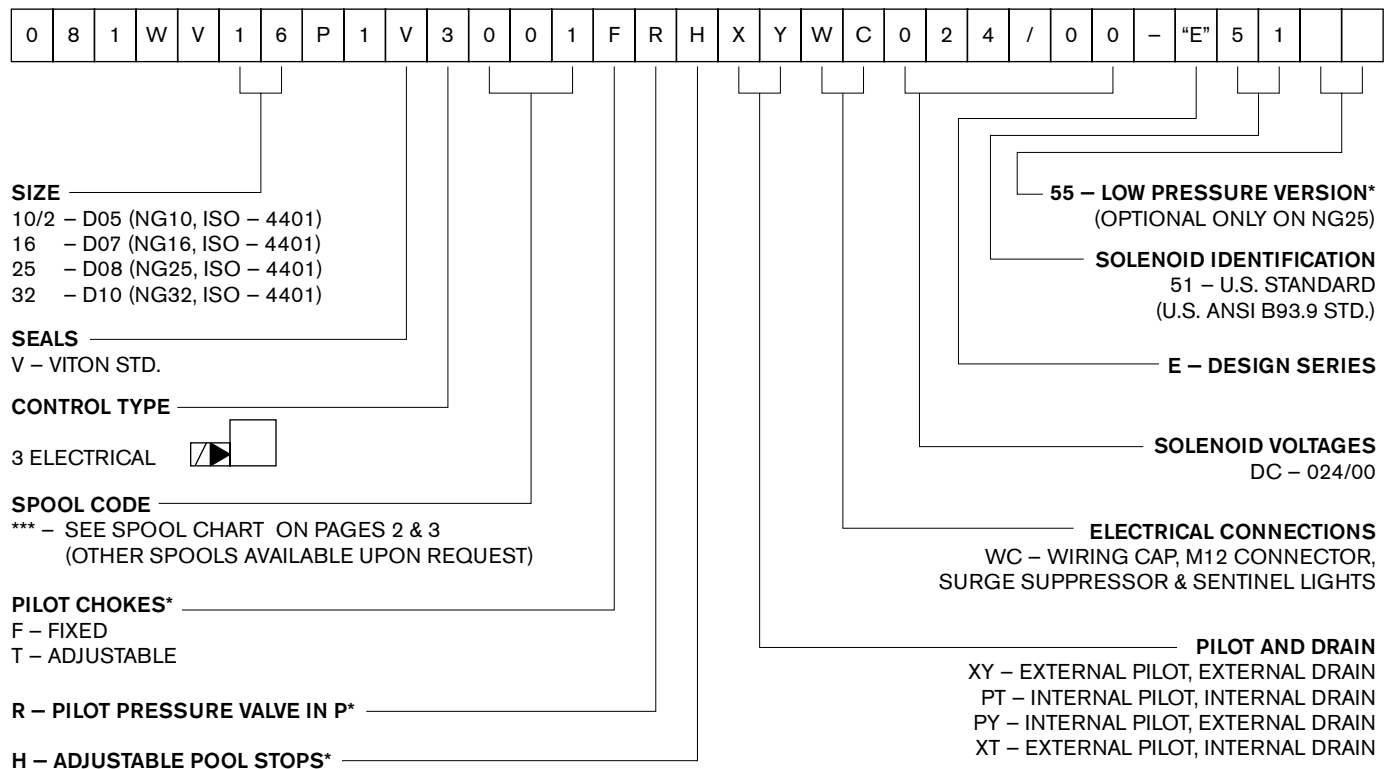 0 8 1 W V 1 6 P 1 V 3 0 0 1 F R H X Y W C 0 2 4 / 0 0 – "E" 5 1
SIZE
10/2 – D05 (NG10, ISO – 4401)
16 – D07 (NG16, ISO – 4401)
25 – D08 (NG25, ISO – 4401)
32 – D10 (NG32, ISO – 4401)
SEALS
V – VITON STD.
CONTROL TYPE
3 ELECTRICAL
SPOOL CODE
*** – SEE SPOOL CHART ON PAGES 2 & 3
(OTHER SPOOLS AVAILABLE UPON REQUEST)
PILOT CHOKES*
F – FIXED
T – ADJUSTABLE
R – PILOT PRESSURE VALVE IN P*
H – ADJUSTABLE POOL STOPS*
55 – LOW PRESSURE VERSION*
(OPTIONAL ONLY ON NG25)
SOLENOID IDENTIFICATION
51 – U.S. STANDARD
(U.S. ANSI B93.9 STD.)
E – DESIGN SERIES
SOLENOID VOLTAGES
DC – 024/00
ELECTRICAL CONNECTIONS
WC – WIRING CAP, M12 CONNECTOR,
SURGE SUPPRESSOR & SENTINEL LIGHTS
PILOT AND DRAIN
XY – EXTERNAL PILOT, EXTERNAL DRAIN
PT – INTERNAL PILOT, INTERNAL DRAIN
PY – INTERNAL PILOT, EXTERNAL DRAIN
XT – EXTERNAL PILOT, INTERNAL DRAIN